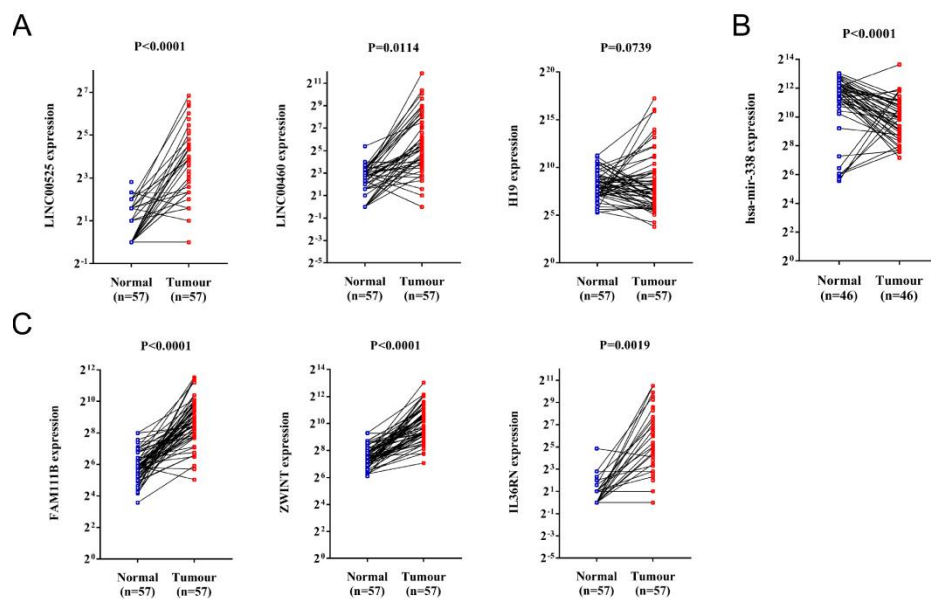 A
B
P<0.0001
P=0.0114
P=0.0739
P<0.0001
LINC00525 expression
2^7
2^5
2^3
2^1
2^-1
Normal
(n=57)
Tumour
(n=57)
LINC00460 expression
2^11
2^9
2^7
2^5
2^3
2^1
2^-1
2^-3
2^-5
Normal
(n=57)
Tumour
(n=57)
H19 expression
2^20
2^15
2^10
2^5
2^0
Normal
(n=57)
Tumour
(n=57)
hsa-mir-338 expression
2^14
2^12
2^10
2^8
2^6
2^4
2^2
2^0
Normal
(n=46)
Tumour
(n=46)
C
P<0.0001
P<0.0001
P=0.0019
FAM111B expression
2^12
2^10
2^8
2^6
2^4
2^2
2^0
Normal
(n=57)
Tumour
(n=57)
ZWINT expression
2^14
2^12
2^10
2^8
2^6
2^4
2^2
2^0
Normal
(n=57)
Tumour
(n=57)
IL36RN expression
2^11
2^9
2^7
2^5
2^3
2^1
2^-1
2^-3
2^-5
Normal
(n=57)
Tumour
(n=57)